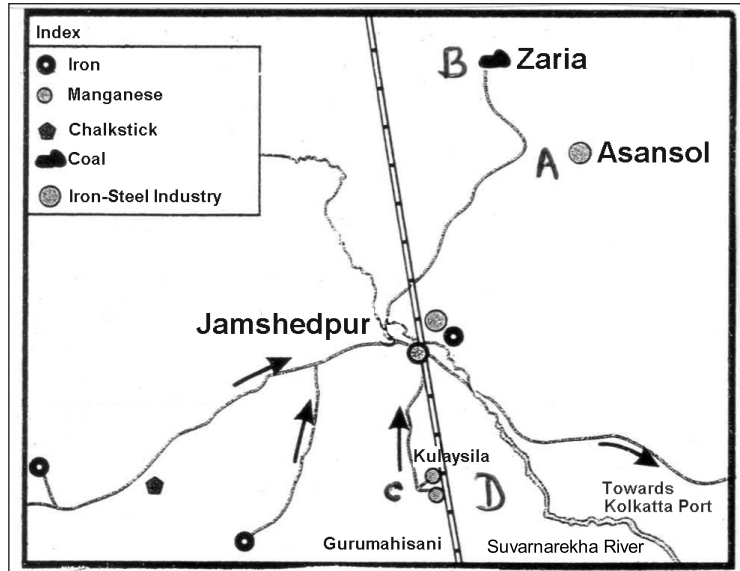 Index
Iron
Manganese
Chalkstick
Coal
Iron-Steel Industry
B Zaria
A Asansol
Jamshedpur
Kulaysila
C
D
Towards
Kolkatta Port
Gurumahisani
Suvarnarekha River